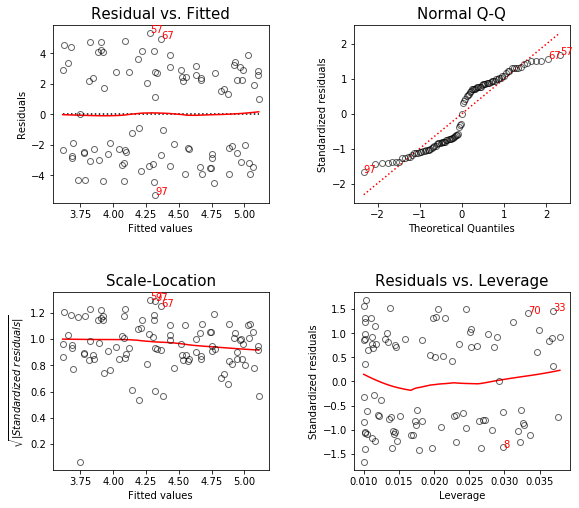 Residual vs. Fitted
57
67
97
4
2
0
−2
−4
Residuals
3.75 4.00 4.25 4.50 4.75 5.00
Fitted values
Normal Q-Q
57
67
97
2
1
0
−1
−2
Standardized residuals
−2 −1 0 1 2
Theoretical Quantiles
Scale-Location
67
1.2
1.0
0.8
0.6
0.4
0.2
√|Standardized residuals|
3.75 4.00 4.25 4.50 4.75 5.00
Fitted values
Residuals vs. Leverage
33
70
8
1.5
1.0
0.5
0.0
−0.5
−1.0
−1.5
Standardized residuals
0.010 0.015 0.020 0.025 0.030 0.035
Leverage